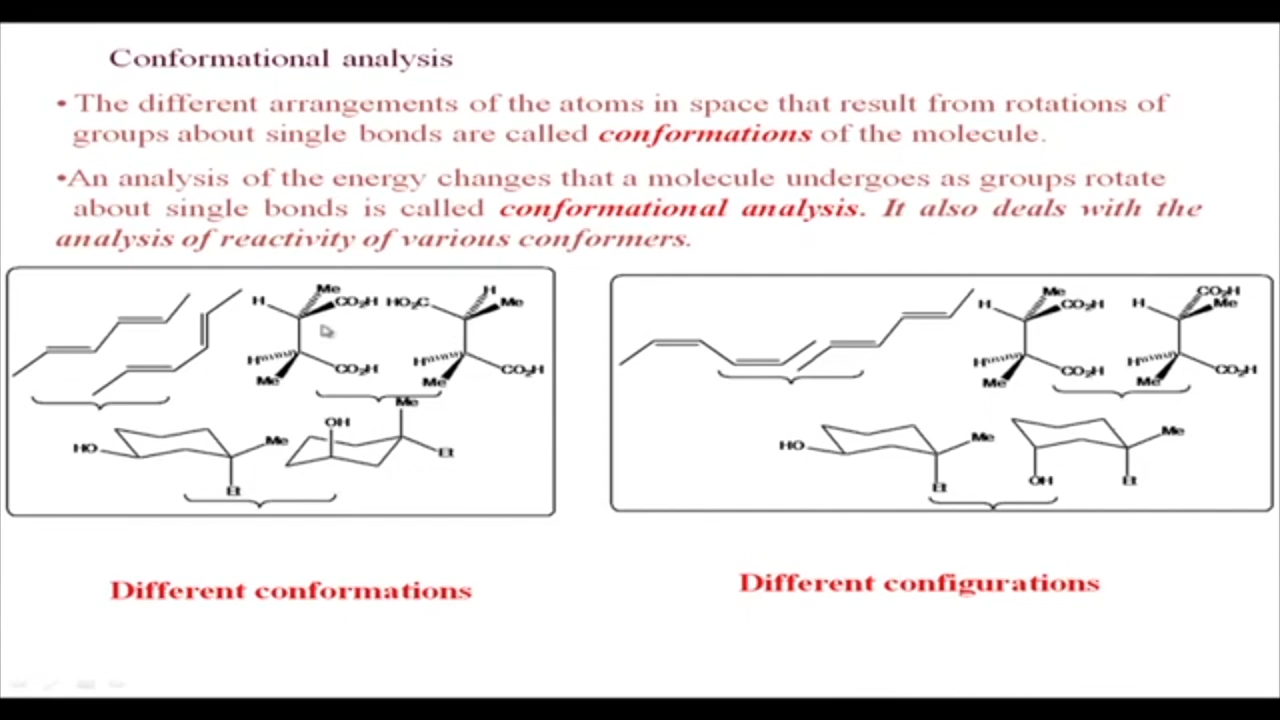 Conformational analysis
• The different arrangements of the atoms in space that result from rotations of
groups about single bonds are called conformations of the molecule.
•An analysis of the energy changes that a molecule undergoes as groups rotate
about single bonds is called conformational analysis. It also deals with the
analysis of reactivity of various conformers.
H Me CO₂H HO₂C H Me
H Me CO₂H H Me CO₂H
HO Me Et OH Me Et
H Me CO₂H H CO₂H Me
H Me CO₂H H Me CO₂H
HO Me Et OH Me Et
Different conformations
Different configurations